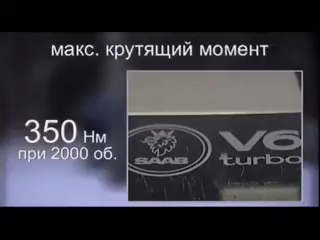 макс. крутящий момент
350 Нм
при 2000 об.
SAAB
V6
turbo